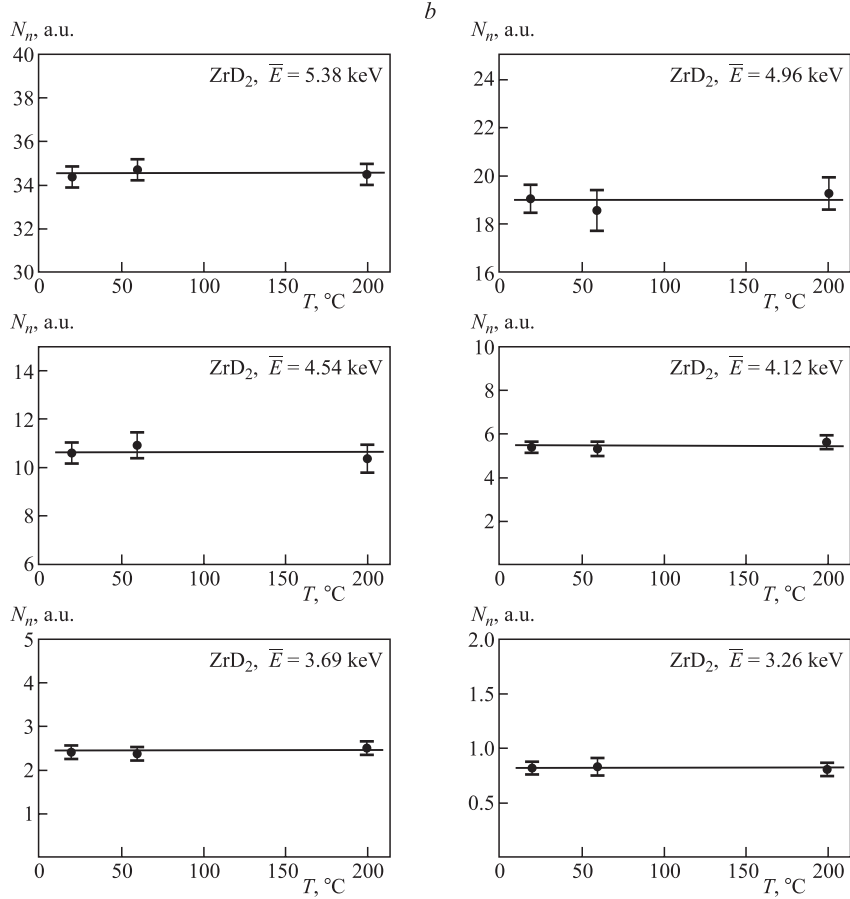 b
N_n, a.u.
40
38
36
34
32
30
0 50 100 150 200
T, °C
ZrD₂, E̅ = 5.38 keV
N_n, a.u.
24
22
20
19
18
16
0 50 100 150 200
T, °C
ZrD₂, E̅ = 4.96 keV
N_n, a.u.
14
12
10
8
6
0 50 100 150 200
T, °C
ZrD₂, E̅ = 4.54 keV
N_n, a.u.
10
8
6
4
2
0 50 100 150 200
T, °C
ZrD₂, E̅ = 4.12 keV
N_n, a.u.
5
4
3
2
1
0 50 100 150 200
T, °C
ZrD₂, E̅ = 3.69 keV
N_n, a.u.
2.0
1.5
1.0
0.5
0 50 100 150 200
T, °C
ZrD₂, E̅ = 3.26 keV